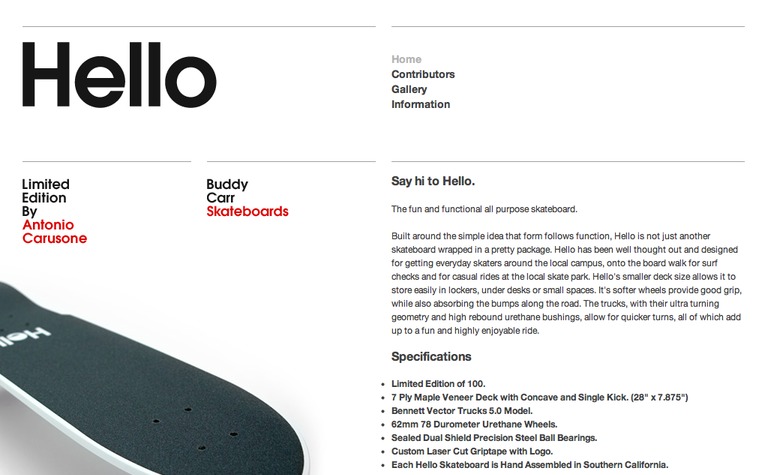 Hello
Home
Contributors
Gallery
Information
Limited
Edition
By
Antonio
Carusone
Buddy
Carr
Skateboards
Say hi to Hello.
The fun and functional all purpose skateboard.
Built around the simple idea that form follows function, Hello is not just another
skateboard wrapped in a pretty package. Hello has been well thought out and designed
for getting everyday skaters around the local campus, onto the board walk for surf
checks and for casual rides at the local skate park. Hello's smaller deck size allows it to
store easily in lockers, under desks or small spaces. It's softer wheels provide good grip,
while also absorbing the bumps along the road. The trucks, with their ultra turning
geometry and high rebound urethane bushings, allow for quicker turns, all of which add
up to a fun and highly enjoyable ride.
Specifications
• Limited Edition of 100.
• 7 Ply Maple Veneer Deck with Concave and Single Kick. (28" x 7.875")
• Bennett Vector Trucks 5.0 Model.
• 62mm 78 Durometer Urethane Wheels.
• Sealed Dual Shield Precision Steel Ball Bearings.
• Custom Laser Cut Griptape with Logo.
• Each Hello Skateboard is Hand Assembled in Southern California.
Hello